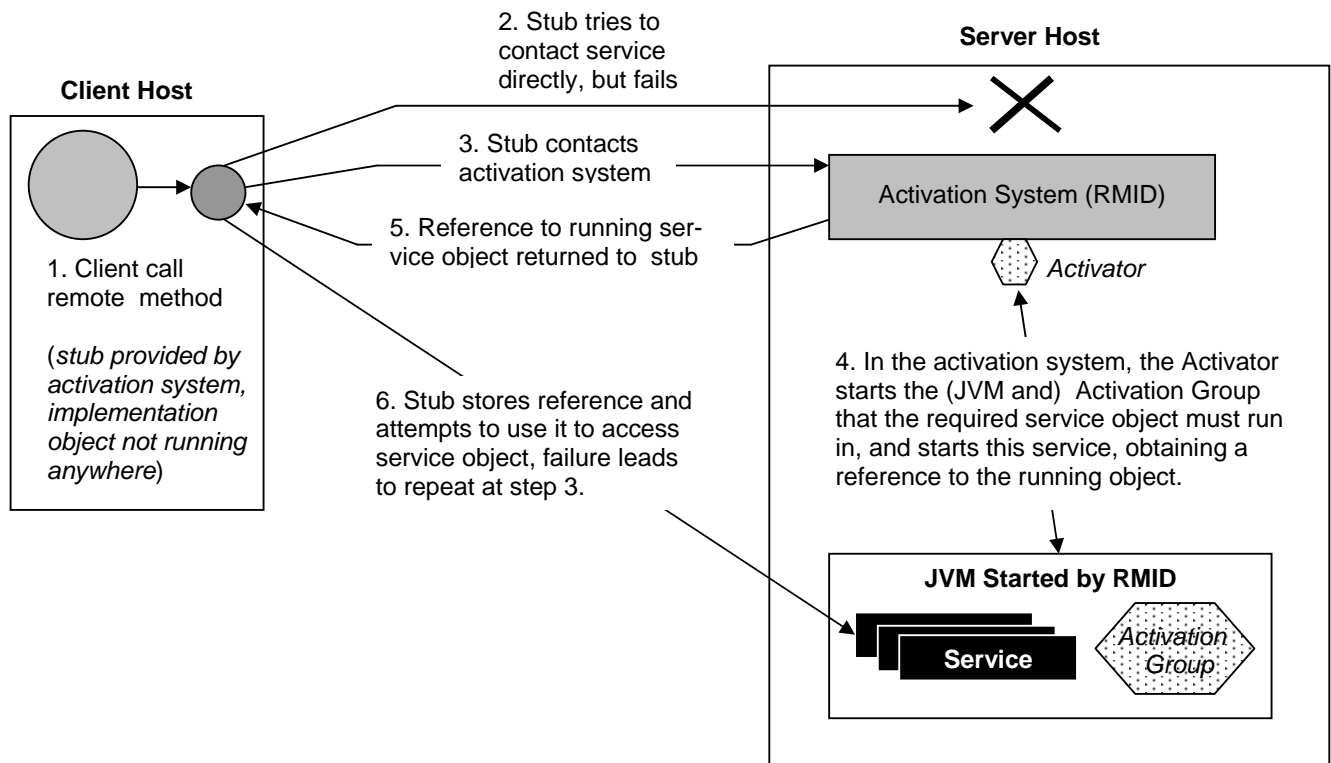 2. Stub tries to
contact service
directly, but fails
Server Host
Client Host
3. Stub contacts
activation system
Activation System (RMID)
5. Reference to running ser-
vice object returned to stub
Activator
1. Client call
remote method
(stub provided by
activation system,
implementation
object not running
anywhere)
6. Stub stores reference and
attempts to use it to access
service object, failure leads
to repeat at step 3.
4. In the activation system, the Activator
starts the (JVM and) Activation Group
that the required service object must run
in, and starts this service, obtaining a
reference to the running object.
JVM Started by RMID
Service
Activation
Group